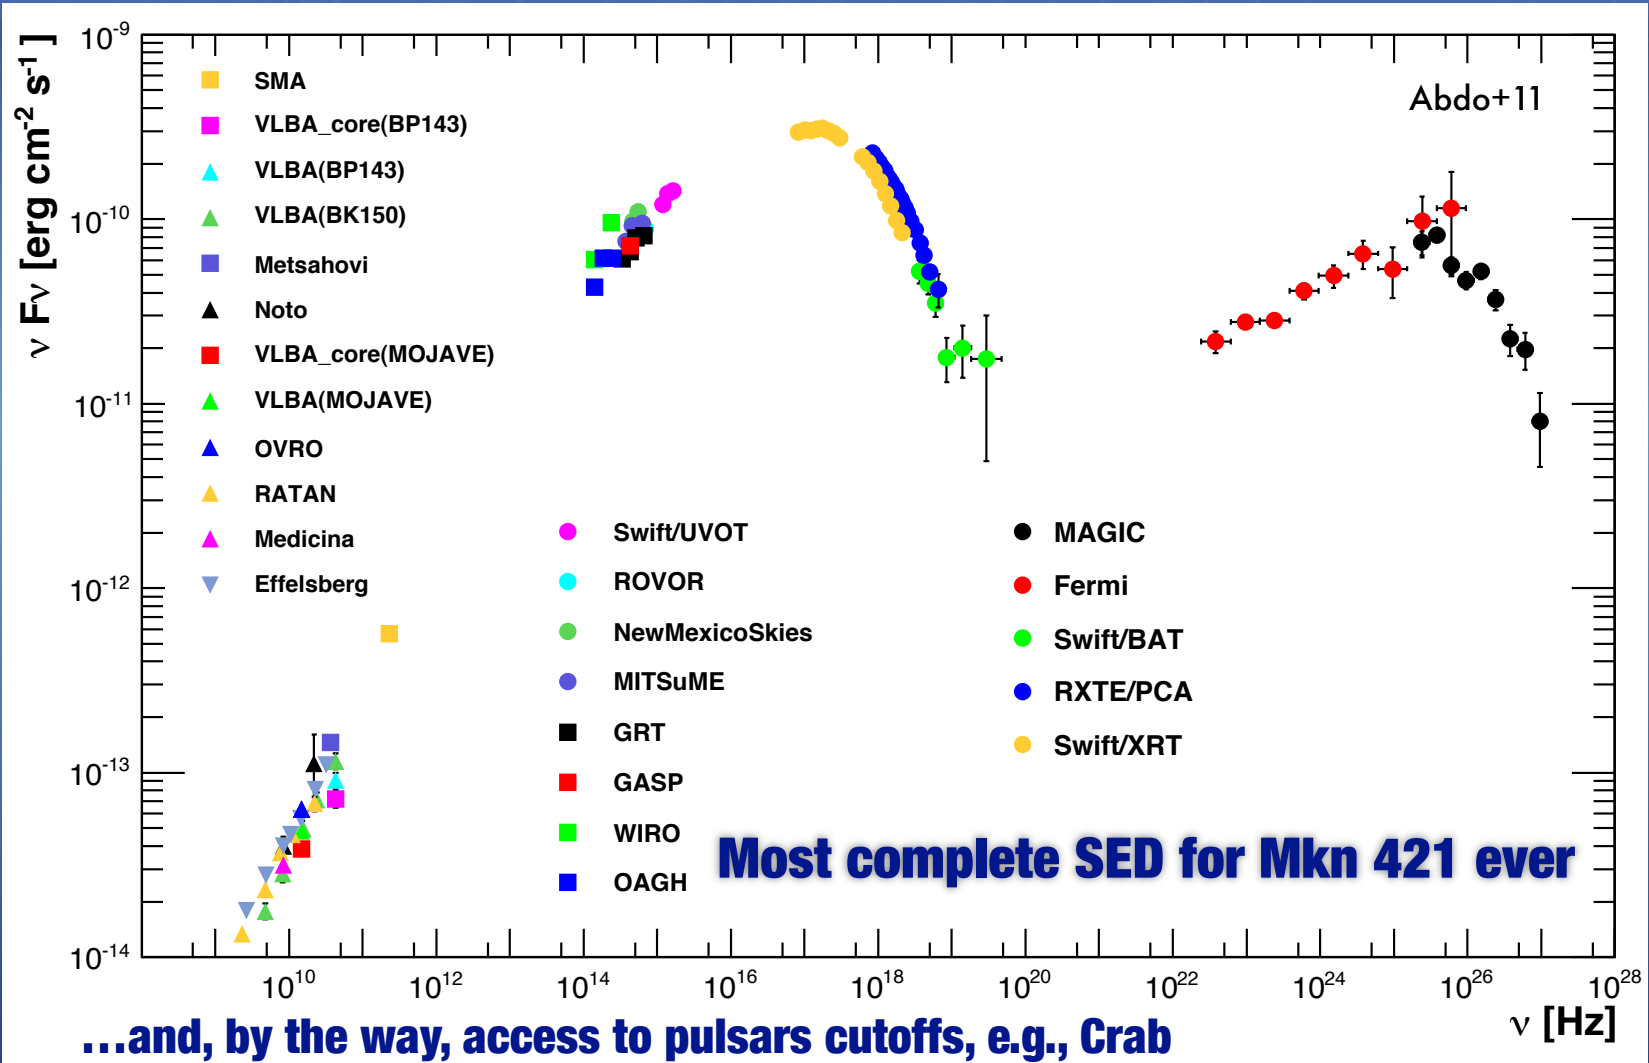 10⁻⁹
ν Fν [erg cm⁻² s⁻¹]
Abdo+11
SMA
VLBA_core(BP143)
VLBA(BP143)
VLBA(BK150)
Metsahovi
Noto
VLBA_core(MOJAVE)
VLBA(MOJAVE)
OVRO
RATAN
Medicina
Effelsberg
10⁻¹⁰
10⁻¹¹
10⁻¹²
10⁻¹³
10⁻¹⁴
Swift/UVOT
ROVOR
NewMexicoSkies
MITSuME
GRT
GASP
WIRO
OAGH
MAGIC
Fermi
Swift/BAT
RXTE/PCA
Swift/XRT
Most complete SED for Mkn 421 ever
10¹⁰ 10¹² 10¹⁴ 10¹⁶ 10¹⁸ 10²⁰ 10²² 10²⁴ 10²⁶ 10²⁸
ν [Hz]
...and, by the way, access to pulsars cutoffs, e.g., Crab